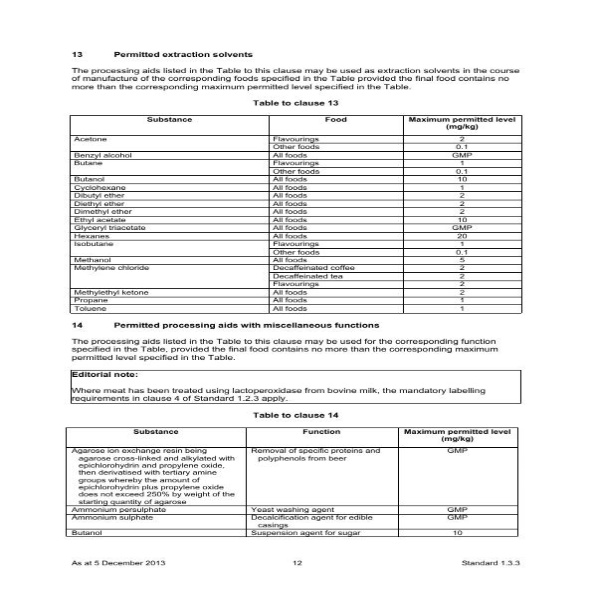 13 Permitted extraction solvents
The processing aids listed in the Table to this clause may be used as extraction solvents in the course
of manufacture of the corresponding foods specified in the Table provided the final food contains no
more than the corresponding maximum permitted level specified in the Table.
Table to clause 13
Substance Food Maximum permitted level
(mg/kg)
Acetone Flavourings 2
Other foods 0.1
Benzyl alcohol All foods GMP
Butane Flavourings 1
Other foods 0.1
Butanol All foods 10
Cyclohexane All foods 1
Dibutyl ether All foods 2
Diethyl ether All foods 2
Dimethyl ether All foods 2
Ethyl acetate All foods 10
Glyceryl triacetate All foods GMP
Hexanes All foods 20
Isobutane Flavourings 1
Other foods 0.1
Methanol All foods 5
Methylene chloride Decaffeinated coffee 2
Decaffeinated tea 2
Flavourings 2
Methylethyl ketone All foods 2
Propane All foods 1
Toluene All foods 1
14 Permitted processing aids with miscellaneous functions
The processing aids listed in the Table to this clause may be used for the corresponding function
specified in the Table, provided the final food contains no more than the corresponding maximum
permitted level specified in the Table.
Editorial note:
Where meat has been treated using lactoperoxidase from bovine milk, the mandatory labelling
requirements in clause 4 of Standard 1.2.3 apply.
Table to clause 14
Substance Function Maximum permitted level
(mg/kg)
Agarose ion exchange resin being Removal of specific proteins and GMP
agarose cross-linked and alkylated with polyphenols from beer
epichlorohydrin and propylene oxide,
then derivatised with tertiary amine
groups whereby the amount of
epichlorohydrin plus propylene oxide
does not exceed 250% by weight of the
starting quantity of agarose
Ammonium persulphate Yeast washing agent GMP
Ammonium sulphate Decalcification agent for edible GMP
casings
Butanol Suspension agent for sugar 10
As at 5 December 2013 12 Standard 1.3.3